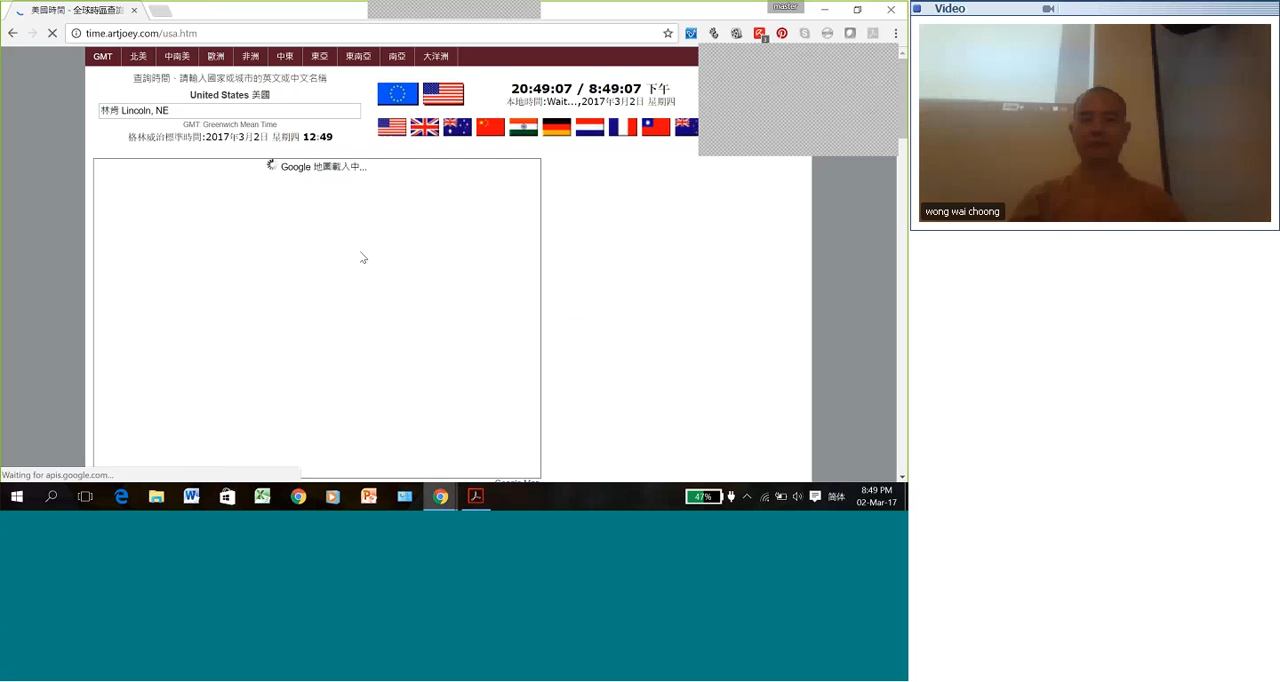 美國時間 - 全球時區查詢
master
Video
time.artjoey.com/usa.htm
GMT 北美 中南美 歐洲 非洲 中東 東亞 東南亞 南亞 大洋洲
查詢時間、請輸入國家或城市的英文或中文名稱
United States 美國
林肯 Lincoln, NE
GMT Greenwich Mean Time
格林威治標準時間:2017年3月2日 星期四 12:49
20:49:07 / 8:49:07 下午
本地時間:Wait...,2017年3月2日 星期四
Google 地圖載入中...
wong wai choong
Waiting for apis.google.com...
47%
简体
8:49 PM
02-Mar-17